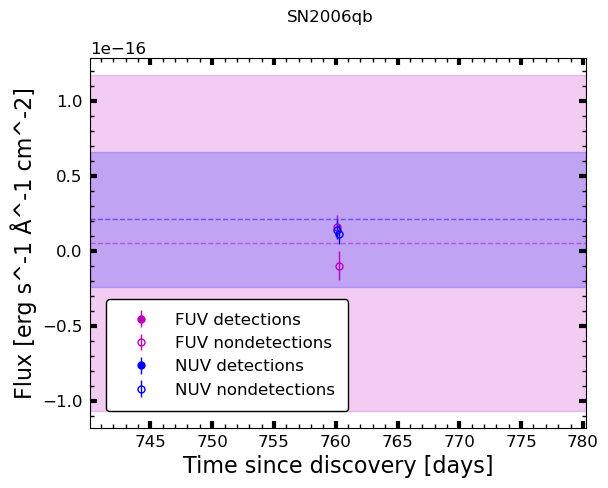 SN2006qb
1e−16
1.0
0.5
0.0
−0.5
−1.0
Flux [erg s^-1 Å^-1 cm^-2]
FUV detections
FUV nondetections
NUV detections
NUV nondetections
745 750 755 760 765 770 775 780
Time since discovery [days]